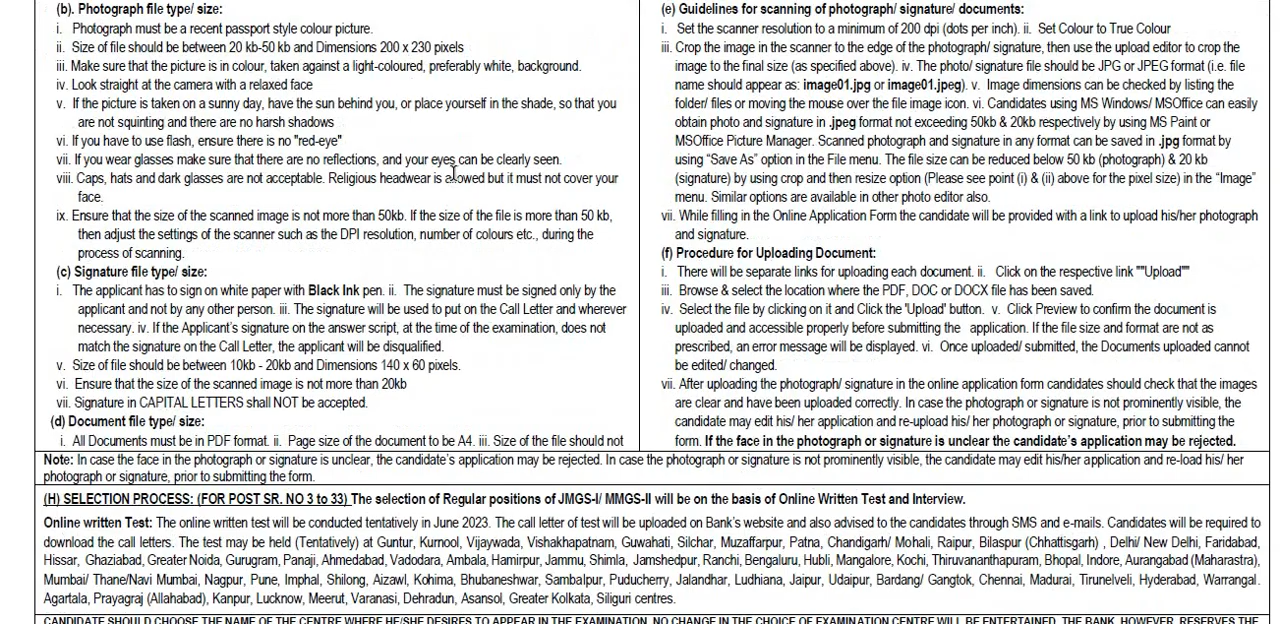 (b). Photograph file type/ size:
i. Photograph must be a recent passport style colour picture.
ii. Size of file should be between 20 kb-50 kb and Dimensions 200 x 230 pixels
iii. Make sure that the picture is in colour, taken against a light-coloured, preferably white, background.
iv. Look straight at the camera with a relaxed face
v. If the picture is taken on a sunny day, have the sun behind you, or place yourself in the shade, so that you
are not squinting and there are no harsh shadows
vi. If you have to use flash, ensure there is no "red-eye"
vii. If you wear glasses make sure that there are no reflections, and your eyes can be clearly seen.
viii. Caps, hats and dark glasses are not acceptable. Religious headwear is allowed but it must not cover your
face.
ix. Ensure that the size of the scanned image is not more than 50kb. If the size of the file is more than 50 kb,
then adjust the settings of the scanner such as the DPI resolution, number of colours etc., during the
process of scanning.
(c) Signature file type/ size:
i. The applicant has to sign on white paper with Black Ink pen. ii. The signature must be signed only by the
applicant and not by any other person. iii. The signature will be used to put on the Call Letter and wherever
necessary. iv. If the Applicant's signature on the answer script, at the time of the examination, does not
match the signature on the Call Letter, the applicant will be disqualified.
v. Size of file should be between 10kb - 20kb and Dimensions 140 x 60 pixels.
vi. Ensure that the size of the scanned image is not more than 20kb
vii. Signature in CAPITAL LETTERS shall NOT be accepted.
(d) Document file type/ size:
i. All Documents must be in PDF format. ii. Page size of the document to be A4. iii. Size of the file should not
(e) Guidelines for scanning of photograph/ signature/ documents:
i. Set the scanner resolution to a minimum of 200 dpi (dots per inch). ii. Set Colour to True Colour
iii. Crop the image in the scanner to the edge of the photograph/ signature, then use the upload editor to crop the
image to the final size (as specified above). iv. The photo/ signature file should be JPG or JPEG format (i.e. file
name should appear as: image01.jpg or image01.jpeg). v. Image dimensions can be checked by listing the
folder/ files or moving the mouse over the file image icon. vi. Candidates using MS Windows/ MSOffice can easily
obtain photo and signature in .jpeg format not exceeding 50kb & 20kb respectively by using MS Paint or
MSOffice Picture Manager. Scanned photograph and signature in any format can be saved in .jpg format by
using "Save As" option in the File menu. The file size can be reduced below 50 kb (photograph) & 20 kb
(signature) by using crop and then resize option (Please see point (i) & (ii) above for the pixel size) in the "Image"
menu. Similar options are available in other photo editor also.
vii. While filling in the Online Application Form the candidate will be provided with a link to upload his/her photograph
and signature.
(f) Procedure for Uploading Document:
i. There will be separate links for uploading each document. ii. Click on the respective link ""Upload""
iii. Browse & select the location where the PDF, DOC or DOCX file has been saved.
iv. Select the file by clicking on it and Click the 'Upload' button. v. Click Preview to confirm the document is
uploaded and accessible properly before submitting the application. If the file size and format are not as
prescribed, an error message will be displayed. vi. Once uploaded/ submitted, the Documents uploaded cannot
be edited/ changed.
vii. After uploading the photograph/ signature in the online application form candidates should check that the images
are clear and have been uploaded correctly. In case the photograph or signature is not prominently visible, the
candidate may edit his/ her application and re-upload his/ her photograph or signature, prior to submitting the
form. If the face in the photograph or signature is unclear the candidate's application may be rejected.
Note: In case the face in the photograph or signature is unclear, the candidate's application may be rejected. In case the photograph or signature is not prominently visible, the candidate may edit his/her application and re-load his/ her
photograph or signature, prior to submitting the form.
(H) SELECTION PROCESS: (FOR POST SR. NO 3 to 33) The selection of Regular positions of JMGS-I/ MMGS-II will be on the basis of Online Written Test and Interview.
Online written Test: The online written test will be conducted tentatively in June 2023. The call letter of test will be uploaded on Bank's website and also advised to the candidates through SMS and e-mails. Candidates will be required to
download the call letters. The test may be held (Tentatively) at Guntur, Kurnool, Vijaywada, Vishakhapatnam, Guwahati, Silchar, Muzaffarpur, Patna, Chandigarh/ Mohali, Raipur, Bilaspur (Chhattisgarh) , Delhi/ New Delhi, Faridabad,
Hissar, Ghaziabad, Greater Noida, Gurugram, Panaji, Ahmedabad, Vadodara, Ambala, Hamirpur, Jammu, Shimla, Jamshedpur, Ranchi, Bengaluru, Hubli, Mangalore, Kochi, Thiruvananthapuram, Bhopal, Indore, Aurangabad (Maharastra),
Mumbai/ Thane/Navi Mumbai, Nagpur, Pune, Imphal, Shilong, Aizawl, Kohima, Bhubaneshwar, Sambalpur, Puducherry, Jalandhar, Ludhiana, Jaipur, Udaipur, Bardang/ Gangtok, Chennai, Madurai, Tirunelveli, Hyderabad, Warrangal.
Agartala, Prayagraj (Allahabad), Kanpur, Lucknow, Meerut, Varanasi, Dehradun, Asansol, Greater Kolkata, Siliguri centres.
CANDIDATE SHOULD CHOOSE THE NAME OF THE CENTRE WHERE HE/SHE DESIRES TO APPEAR IN THE EXAMINATION. NO CHANGE IN THE CHOICE OF EXAMINATION CENTRE WILL BE ENTERTAINED. THE BANK, HOWEVER, RESERVES THE